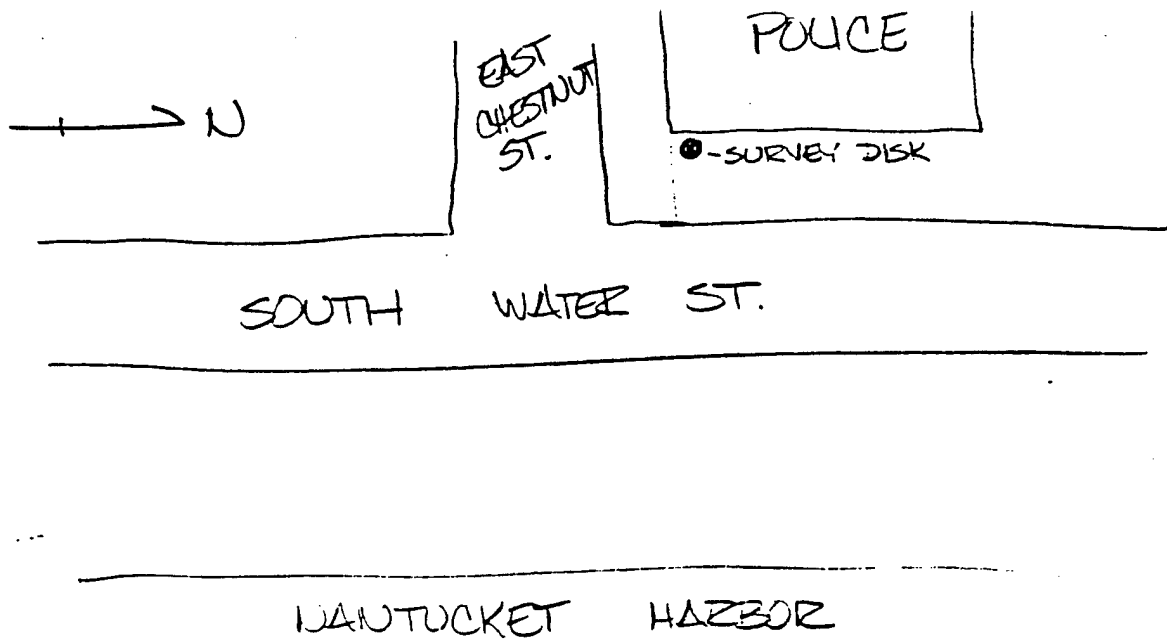 POLICE
EAST
CHESTNUT
ST.
N
-SURVEY DISK
SOUTH WATER ST.
NANTUCKET HARBOR